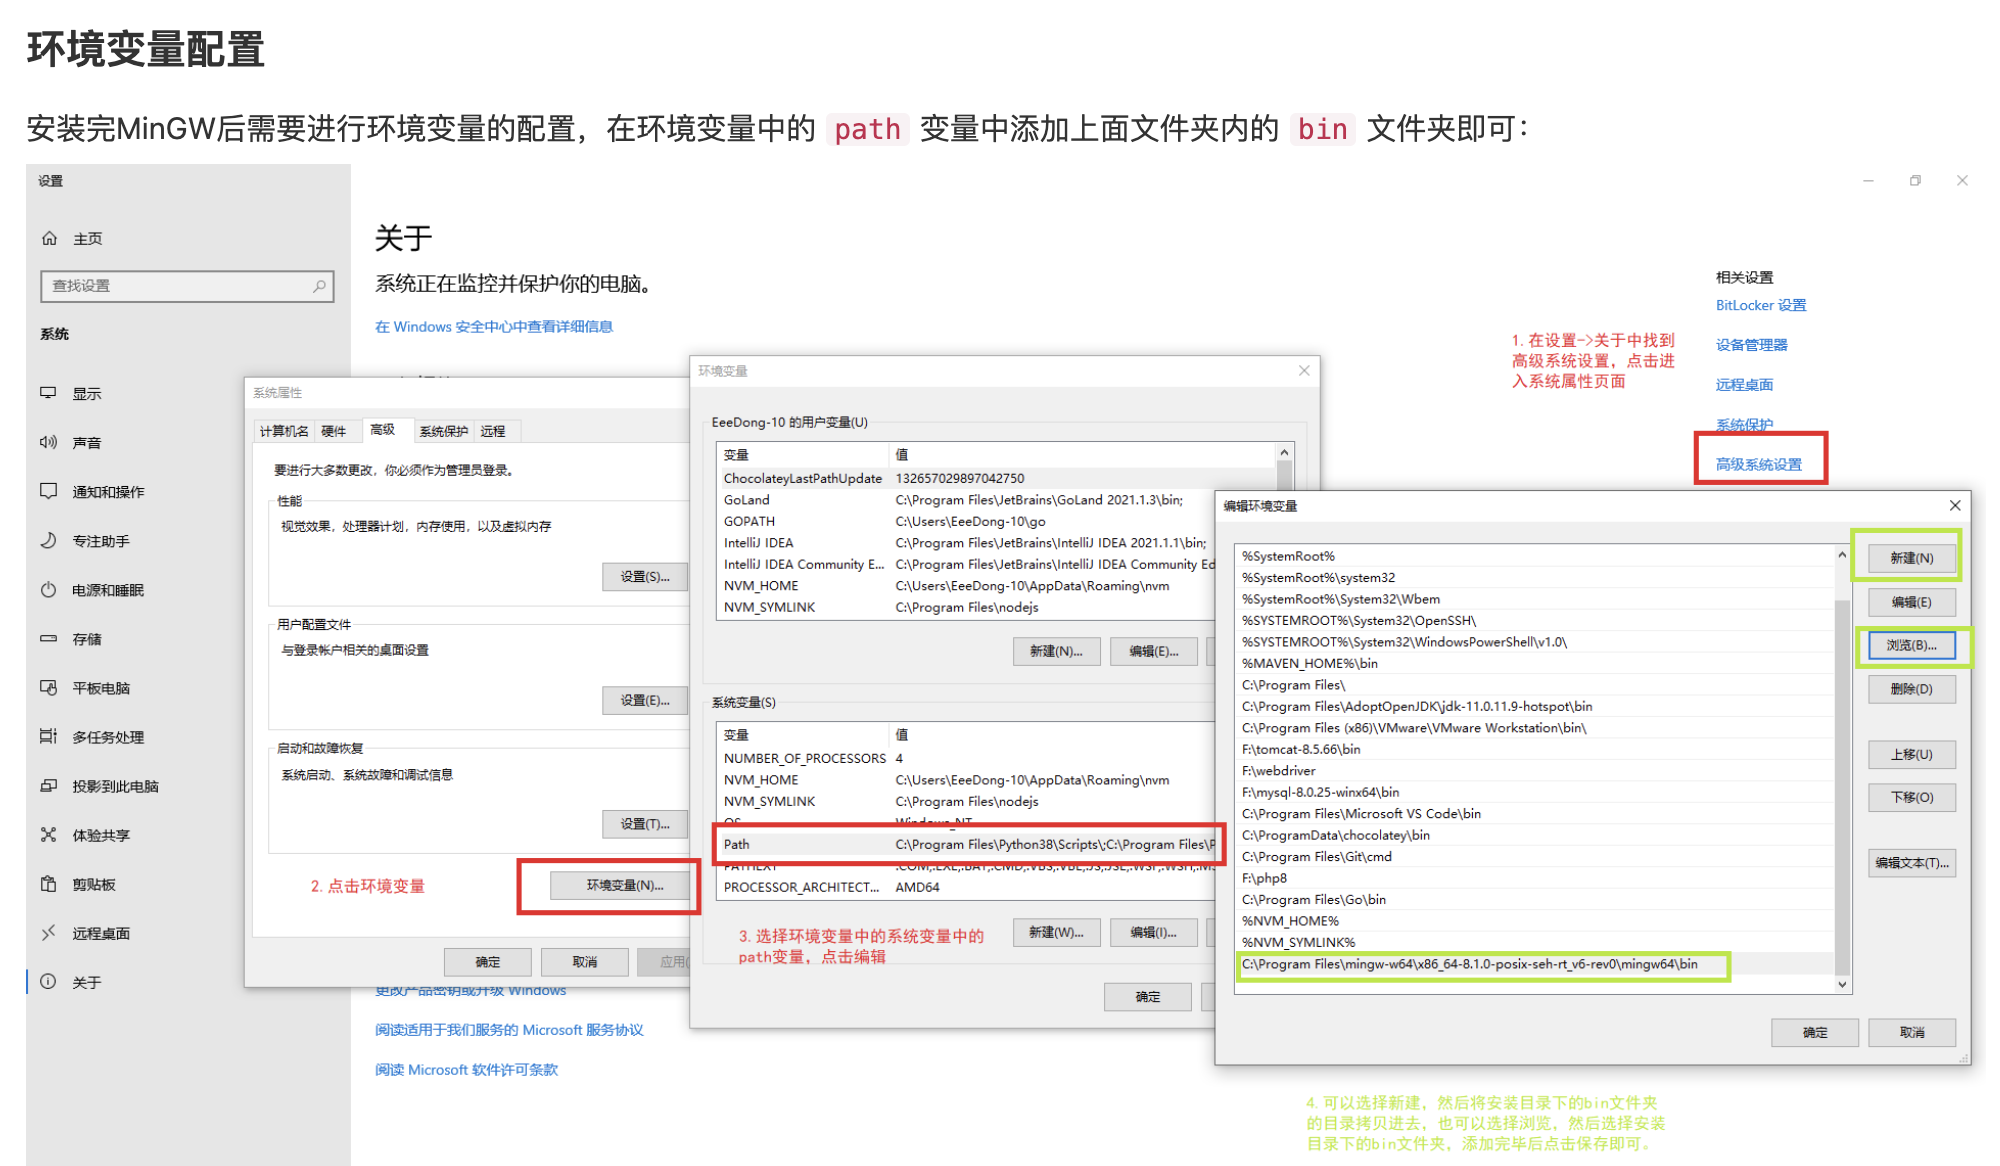 环境变量配置
安装完MinGW后需要进行环境变量的配置，在环境变量中的 path 变量中添加上面文件夹内的 bin 文件夹即可：
设置
主页
查找设置
系统
显示
声音
通知和操作
专注助手
电源和睡眠
存储
平板电脑
多任务处理
投影到此电脑
体验共享
剪贴板
远程桌面
关于
关于
系统正在监控并保护你的电脑。
在 Windows 安全中心中查看详细信息
更改产品密钥或升级 Windows
阅读适用于我们服务的 Microsoft 服务协议
阅读 Microsoft 软件许可条款
相关设置
BitLocker 设置
设备管理器
远程桌面
系统保护
高级系统设置
1. 在设置->关于中找到
高级系统设置，点击进
入系统属性页面
系统属性
计算机名 硬件 高级 系统保护 远程
要进行大多数更改，你必须作为管理员登录。
性能
视觉效果，处理器计划，内存使用，以及虚拟内存
设置(S)...
用户配置文件
与登录帐户相关的桌面设置
设置(E)...
启动和故障恢复
系统启动、系统故障和调试信息
设置(T)...
2. 点击环境变量
环境变量(N)...
确定 取消 应用(
环境变量
EeeDong-10 的用户变量(U)
变量 值
ChocolateyLastPathUpdate 132657029897042750
GoLand C:\Program Files\JetBrains\GoLand 2021.1.3\bin;
GOPATH C:\Users\EeeDong-10\go
IntelliJ IDEA C:\Program Files\JetBrains\IntelliJ IDEA 2021.1.1\bin;
IntelliJ IDEA Community E... C:\Program Files\JetBrains\IntelliJ IDEA Community Ed
NVM_HOME C:\Users\EeeDong-10\AppData\Roaming\nvm
NVM_SYMLINK C:\Program Files\nodejs
新建(N)... 编辑(E)...
系统变量(S)
变量 值
NUMBER_OF_PROCESSORS 4
NVM_HOME C:\Users\EeeDong-10\AppData\Roaming\nvm
NVM_SYMLINK C:\Program Files\nodejs
OS Windows_NT
Path C:\Program Files\Python38\Scripts\;C:\Program Files\P
PATHEXT .COM;.EXE;.BAT;.CMD;.VBS;.VBE;.JS;.JSE;.WSF;.WSH;.MS
PROCESSOR_ARCHITECT... AMD64
3. 选择环境变量中的系统变量中的
path变量，点击编辑
新建(W)... 编辑(I)...
确定
编辑环境变量
%SystemRoot%
%SystemRoot%\system32
%SystemRoot%\System32\Wbem
%SYSTEMROOT%\System32\OpenSSH\
%SYSTEMROOT%\System32\WindowsPowerShell\v1.0\
%MAVEN_HOME%\bin
C:\Program Files\
C:\Program Files\AdoptOpenJDK\jdk-11.0.11.9-hotspot\bin
C:\Program Files (x86)\VMware\VMware Workstation\bin\
F:\tomcat-8.5.66\bin
F:\webdriver
F:\mysql-8.0.25-winx64\bin
C:\Program Files\Microsoft VS Code\bin
C:\ProgramData\chocolatey\bin
C:\Program Files\Git\cmd
F:\php8
C:\Program Files\Go\bin
%NVM_HOME%
%NVM_SYMLINK%
C:\Program Files\mingw-w64\x86_64-8.1.0-posix-seh-rt_v6-rev0\mingw64\bin
新建(N)
编辑(E)
浏览(B)...
删除(D)
上移(U)
下移(O)
编辑文本(T)...
确定 取消
4. 可以选择新建，然后将安装目录下的bin文件夹
的目录拷贝进去，也可以选择浏览，然后选择安装
目录下的bin文件夹，添加完毕后点击保存即可。